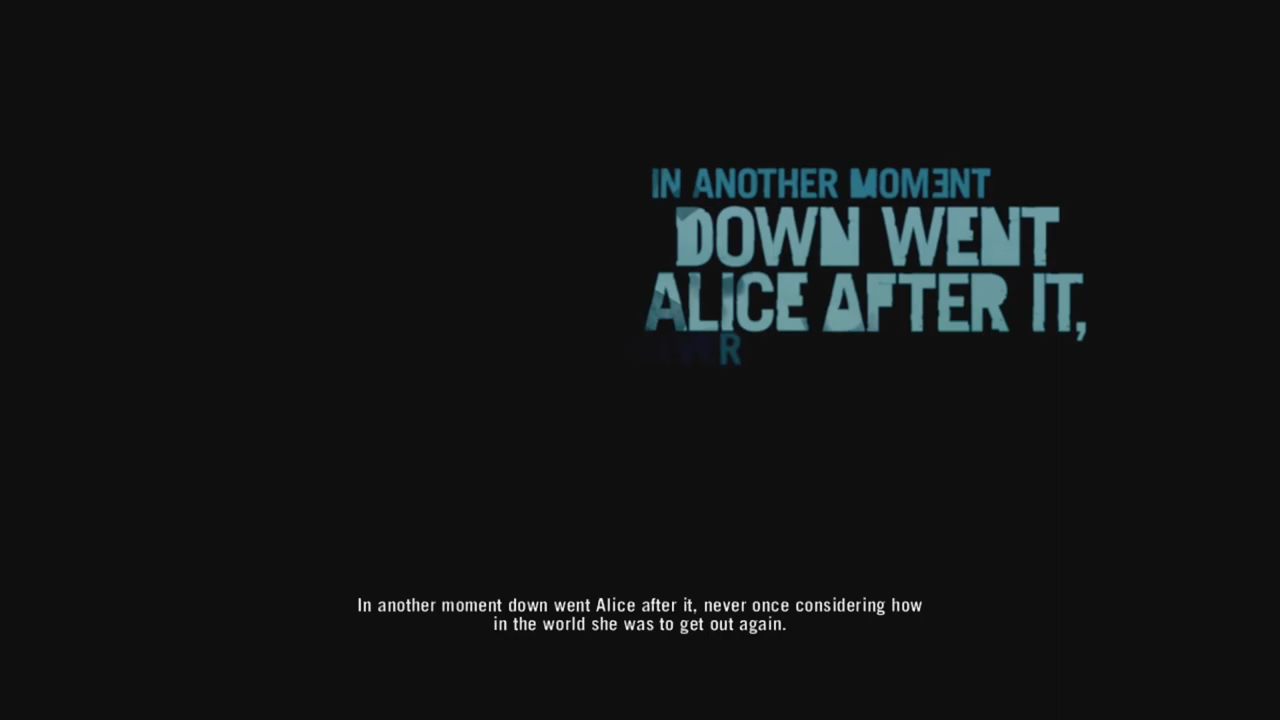 IN ANOTHER MOMENT
DOWN WENT
ALICE AFTER IT,
In another moment down went Alice after it, never once considering how
in the world she was to get out again.